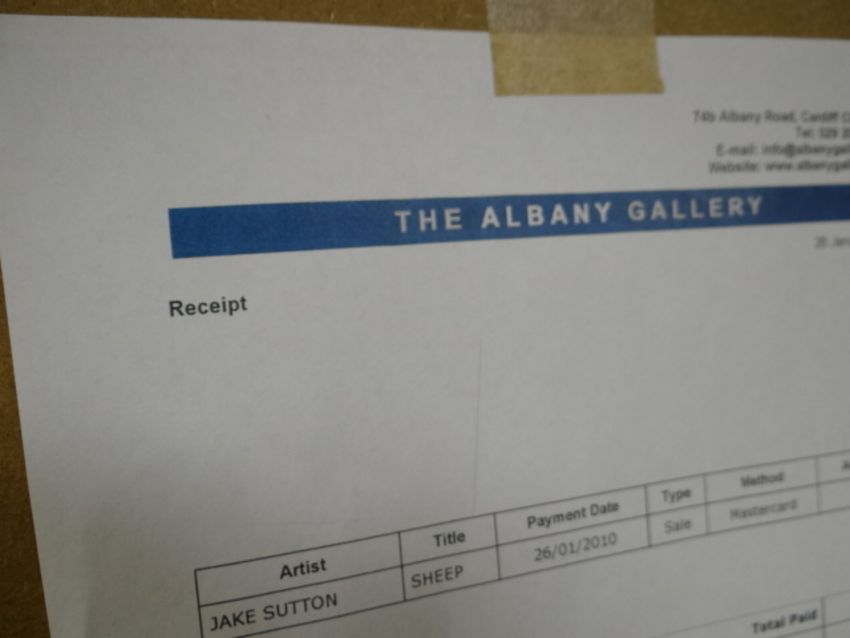 74b Albany Road, Cardiff
Tel: 029
E-mail: info@albanygal
Website: www.albanygal
THE ALBANY GALLERY
Receipt
Artist Title Payment Date Type Method
JAKE SUTTON SHEEP 26/01/2010 Sale Mastercard
Total Paid